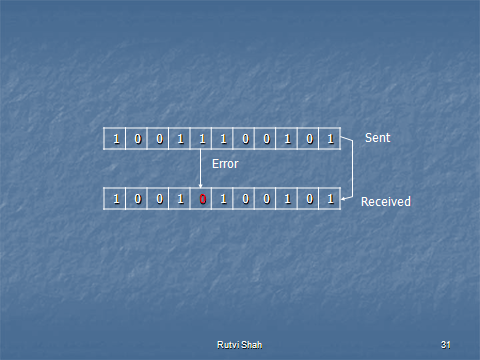 1 0 0 1 1 1 0 0 1 0 1 Sent
Error
1 0 0 1 0 1 0 0 1 0 1 Received
Rutvi Shah 31